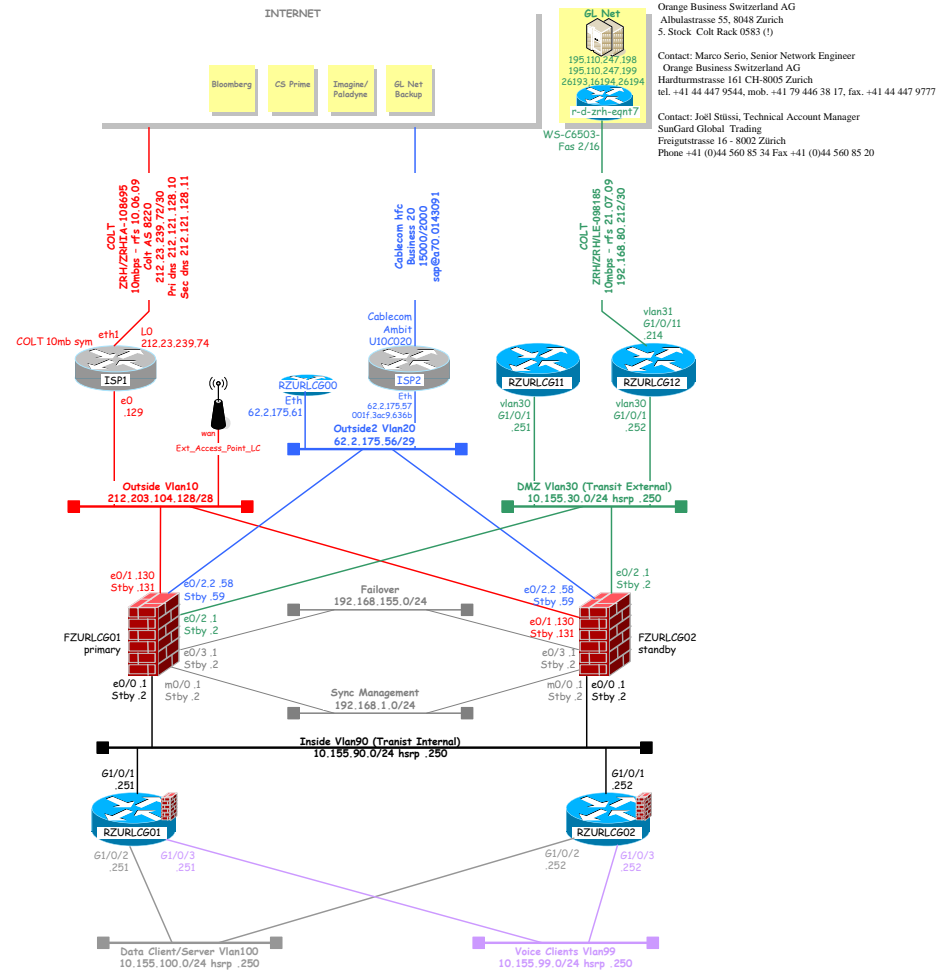 INTERNET
Bloomberg
CS Prime
Imagine/
Paladyne
GL Net
Backup
GL Net
195.110.247.198
195.110.247.199
26193,16194,26194
r-d-zrh-eqnt7
WS-C6503-
Fas 2/16
Orange Business Switzerland AG
Albulastrasse 55, 8048 Zurich
5. Stock Colt Rack 0583 (!)
Contact: Marco Serio, Senior Network Engineer
Orange Business Switzerland AG
Hardturmstrasse 161 CH-8005 Zurich
tel. +41 44 447 9544, mob. +41 79 446 38 17, fax. +41 44 447 9777
Contact: Joël Stüssi, Technical Account Manager
SunGard Global Trading
Freigutstrasse 16 - 8002 Zürich
Phone +41 (0)44 560 85 34 Fax +41 (0)44 560 85 20
COLT
ZRH/ZRHIA-108695
10mbps - rfs 10.06.09
Colt AS 8220
212.23.239.72/30
Pri dns 212.121.128.10
Sec dns 212.121.128.11
Cablecom hfc
Business 20
15000/2000
sap@a70.0143091
COLT
ZRH/ZRH/LE-098185
10mbps - rfs 21.07.09
192.168.80.212/30
COLT 10mb sym
eth1
L0
212.23.239.74
ISP1
e0
.129
wan
Ext_Access_Point_LC
RZURLCG00
Eth
62.2.175.61
Cablecom
Ambit
U10C020
ISP2
Eth
62.2.175.57
001f.3ac9.636b
vlan31
G1/0/11
.214
RZURLCG11
RZURLCG12
vlan30
G1/0/1
.251
vlan30
G1/0/1
.252
Outside2 Vlan20
62.2.175.56/29
Outside Vlan10
212.203.104.128/28
DMZ Vlan30 (Transit External)
10.155.30.0/24 hsrp .250
e0/1 .130
Stby .131
e0/2.2 .58
Stby .59
e0/2 .1
Stby .2
e0/3 .1
Stby .2
FZURLCG01
primary
e0/0 .1
Stby .2
m0/0 .1
Stby .2
Failover
192.168.155.0/24
Sync Management
192.168.1.0/24
e0/2 .1
Stby .2
e0/2.2 .58
Stby .59
e0/1 .130
Stby .131
e0/3 .1
Stby .2
FZURLCG02
standby
m0/0 .1
Stby .2
e0/0 .1
Stby .2
Inside Vlan90 (Tranist Internal)
10.155.90.0/24 hsrp .250
G1/0/1
.251
RZURLCG01
G1/0/2
.251
G1/0/3
.251
G1/0/1
.252
RZURLCG02
G1/0/2
.252
G1/0/3
.252
Data Client/Server Vlan100
10.155.100.0/24 hsrp .250
Voice Clients Vlan99
10.155.99.0/24 hsrp .250